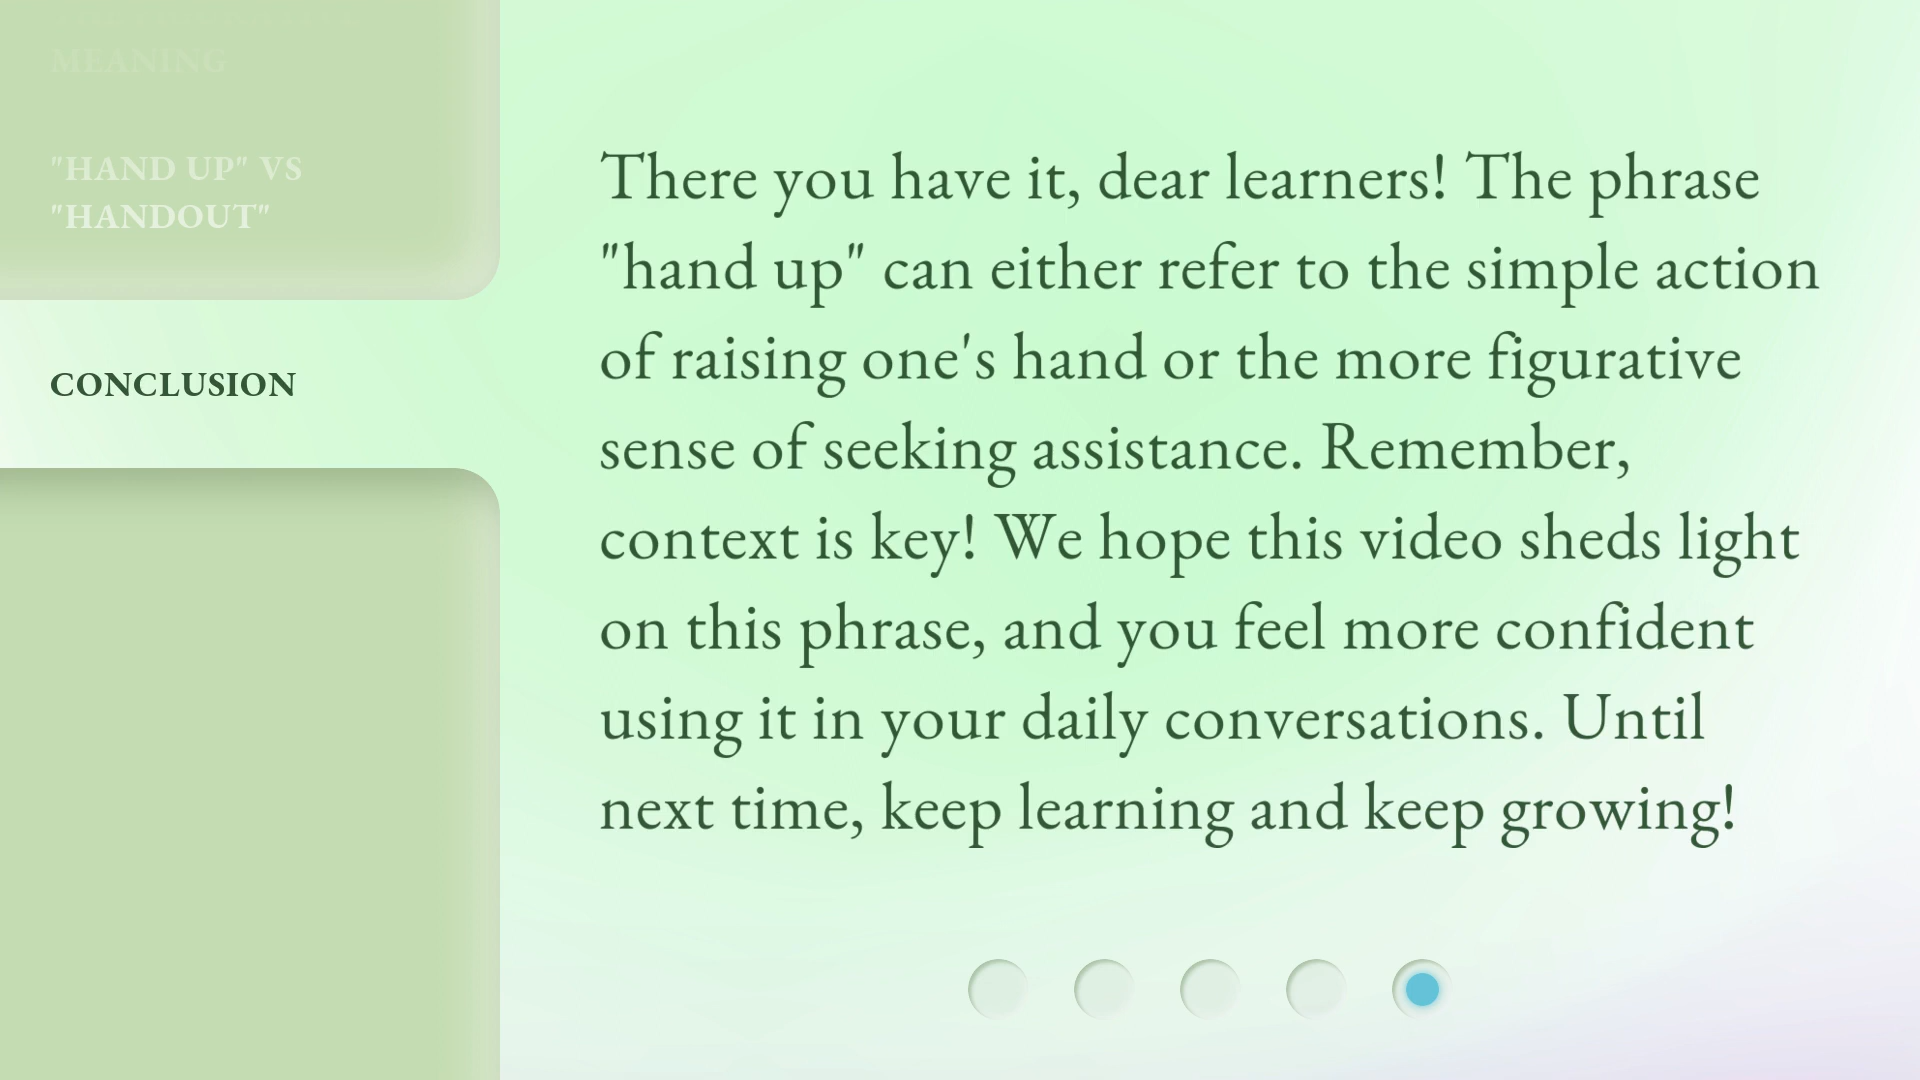 MEANING
"HAND UP" VS
"HANDOUT"
CONCLUSION
There you have it, dear learners! The phrase
"hand up" can either refer to the simple action
of raising one's hand or the more figurative
sense of seeking assistance. Remember,
context is key! We hope this video sheds light
on this phrase, and you feel more confident
using it in your daily conversations. Until
next time, keep learning and keep growing!